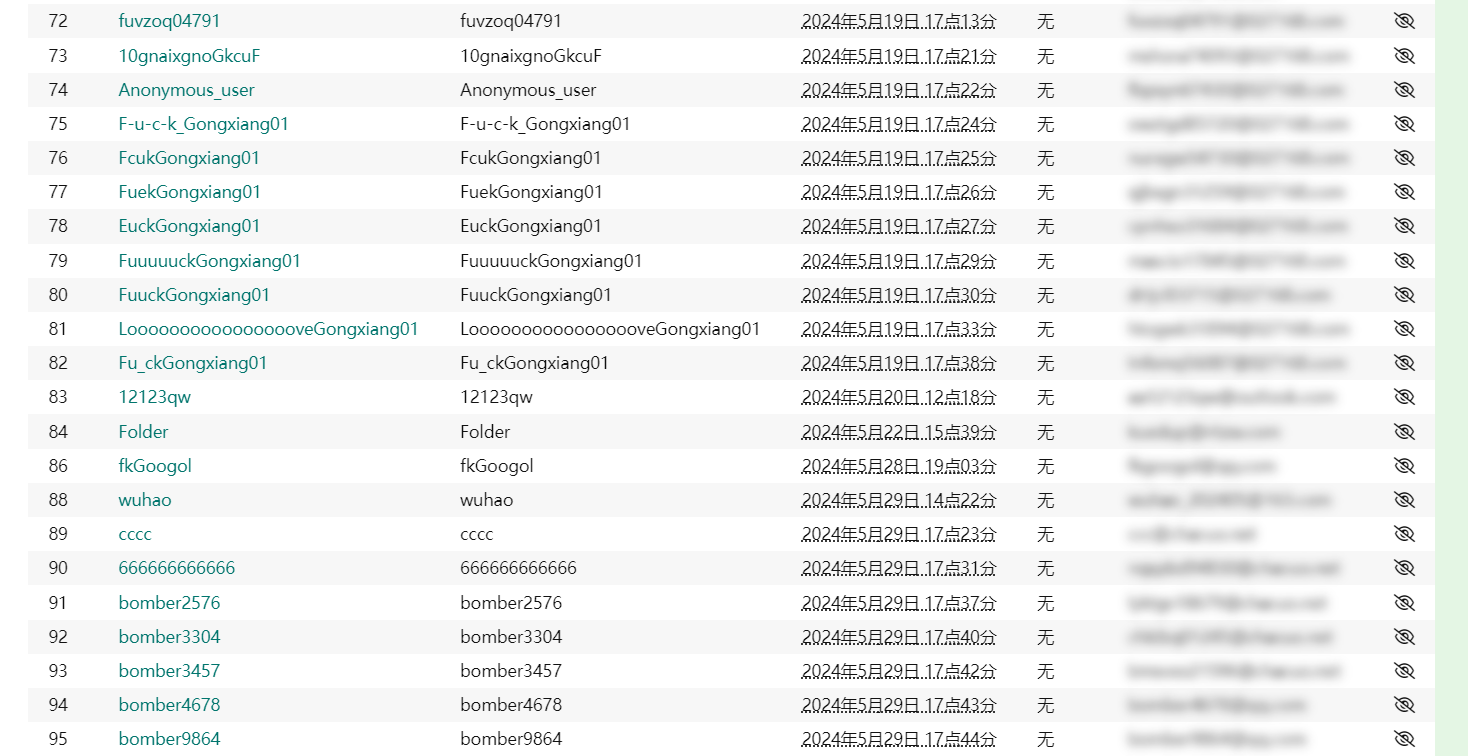 72 fuvzoq04791 fuvzoq04791 2024年5月19日 17点13分 无
73 10gnaixgnoGkcuF 10gnaixgnoGkcuF 2024年5月19日 17点21分 无
74 Anonymous_user Anonymous_user 2024年5月19日 17点22分 无
75 F-u-c-k_Gongxiang01 F-u-c-k_Gongxiang01 2024年5月19日 17点24分 无
76 FcukGongxiang01 FcukGongxiang01 2024年5月19日 17点25分 无
77 FuekGongxiang01 FuekGongxiang01 2024年5月19日 17点26分 无
78 EuckGongxiang01 EuckGongxiang01 2024年5月19日 17点27分 无
79 FuuuuuckGongxiang01 FuuuuuckGongxiang01 2024年5月19日 17点29分 无
80 FuuckGongxiang01 FuuckGongxiang01 2024年5月19日 17点30分 无
81 LoooooooooooooooveGongxiang01 LoooooooooooooooveGongxiang01 2024年5月19日 17点33分 无
82 Fu_ckGongxiang01 Fu_ckGongxiang01 2024年5月19日 17点38分 无
83 12123qw 12123qw 2024年5月20日 12点18分 无
84 Folder Folder 2024年5月22日 15点39分 无
86 fkGoogol fkGoogol 2024年5月28日 19点03分 无
88 wuhao wuhao 2024年5月29日 14点22分 无
89 cccc cccc 2024年5月29日 17点23分 无
90 666666666666 666666666666 2024年5月29日 17点31分 无
91 bomber2576 bomber2576 2024年5月29日 17点37分 无
92 bomber3304 bomber3304 2024年5月29日 17点40分 无
93 bomber3457 bomber3457 2024年5月29日 17点42分 无
94 bomber4678 bomber4678 2024年5月29日 17点43分 无
95 bomber9864 bomber9864 2024年5月29日 17点44分 无